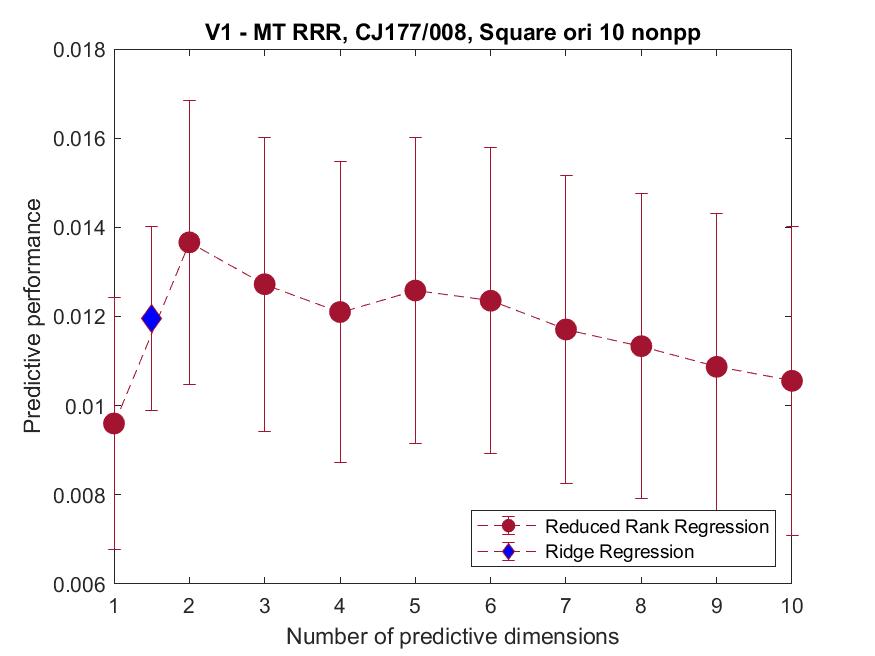 V1 - MT RRR, CJ177/008, Square ori 10 nonpp
0.018
0.016
0.014
0.012
0.01
0.008
0.006
Predictive performance
1 2 3 4 5 6 7 8 9 10
Number of predictive dimensions
Reduced Rank Regression
Ridge Regression